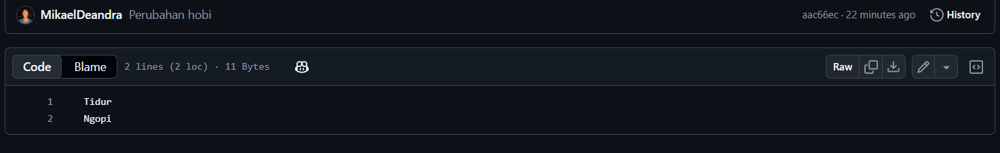 MikaelDeandra Perubahan hobi aac66ec · 22 minutes ago History
Code Blame 2 lines (2 loc) · 11 Bytes Raw
1 Tidur
2 Ngopi